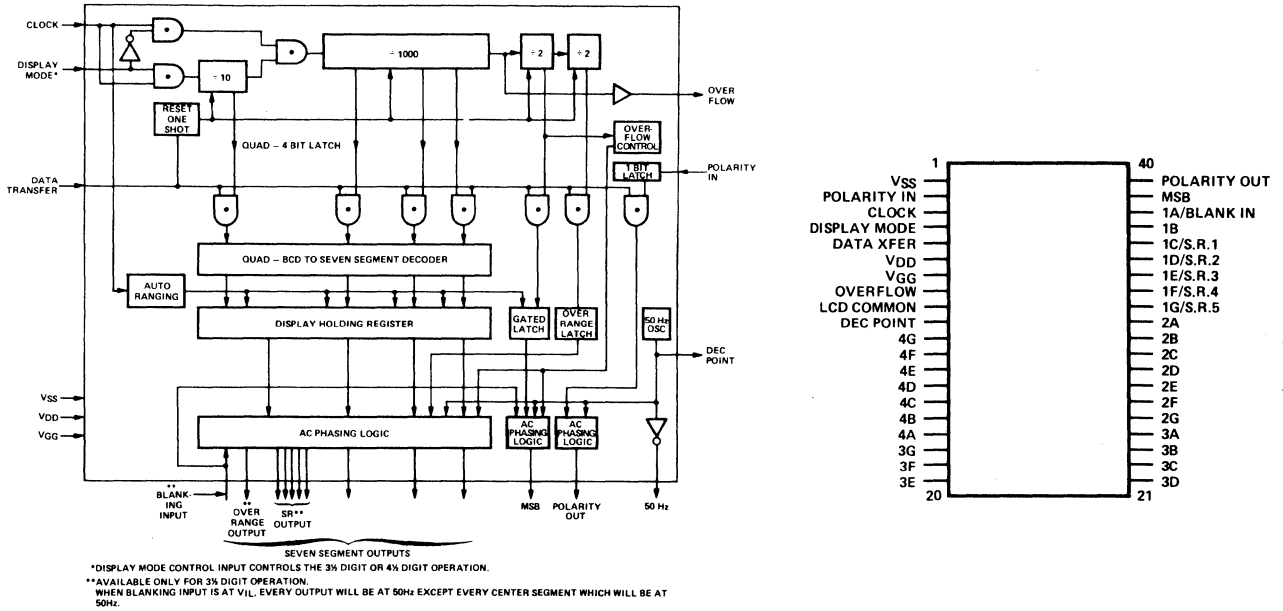 CLOCK
DISPLAY
MODE*
÷ 10
÷ 1000
÷ 2
÷ 2
OVER
FLOW
RESET
ONE
SHOT
QUAD – 4 BIT LATCH
OVER-
FLOW
CONTROL
1 BIT
LATCH
POLARITY
IN
DATA
TRANSFER
QUAD – BCD TO SEVEN SEGMENT DECODER
AUTO
RANGING
DISPLAY HOLDING REGISTER
GATED
LATCH
OVER
RANGE
LATCH
50 Hz
OSC
DEC
POINT
VSS
VDD
VGG
AC PHASING LOGIC
AC
PHASING
LOGIC
AC
PHASING
LOGIC
**
BLANK-
ING
INPUT
**
OVER
RANGE
OUTPUT
SR**
OUTPUT
MSB
POLARITY
OUT
50 Hz
SEVEN SEGMENT OUTPUTS
*DISPLAY MODE CONTROL INPUT CONTROLS THE 3½ DIGIT OR 4½ DIGIT OPERATION.
**AVAILABLE ONLY FOR 3½ DIGIT OPERATION.
WHEN BLANKING INPUT IS AT VIL, EVERY OUTPUT WILL BE AT 50Hz EXCEPT EVERY CENTER SEGMENT WHICH WILL BE AT
50Hz.
1
VSS
POLARITY IN
CLOCK
DISPLAY MODE
DATA XFER
VDD
VGG
OVERFLOW
LCD COMMON
DEC POINT
4G
4F
4E
4D
4C
4B
4A
3G
3F
3E
20
40
POLARITY OUT
MSB
1A/BLANK IN
1B
1C/S.R.1
1D/S.R.2
1E/S.R.3
1F/S.R.4
1G/S.R.5
2A
2B
2C
2D
2E
2F
2G
3A
3B
3C
3D
21